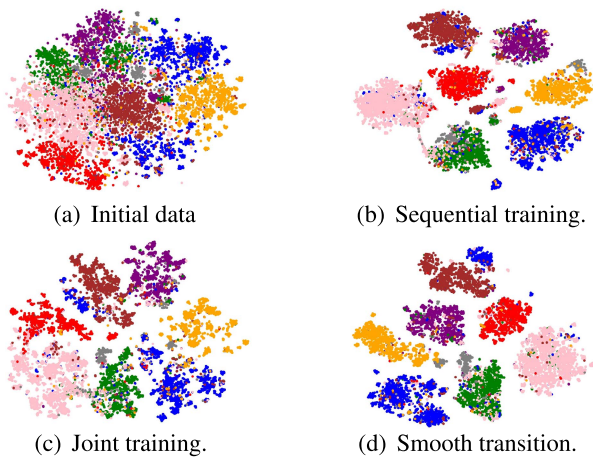 (a) Initial data
(b) Sequential training.
(c) Joint training.
(d) Smooth transition.